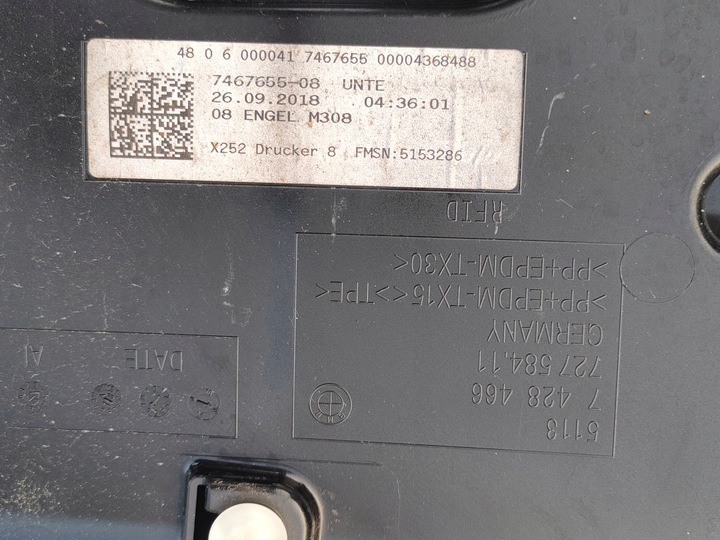 48 0 6 000041 7467655 00004368488
7467655-08 UNTE
26.09.2018 04:36:01
08 ENGEL M308
X252 Drucker 8 FMSN:5153286
RFID
5118
7 428 466
727 584.11
GERMANY
>PP+EPDM-TX15<>TPE<
>PP+EPDM-TX30<
BMW
DATE
AI